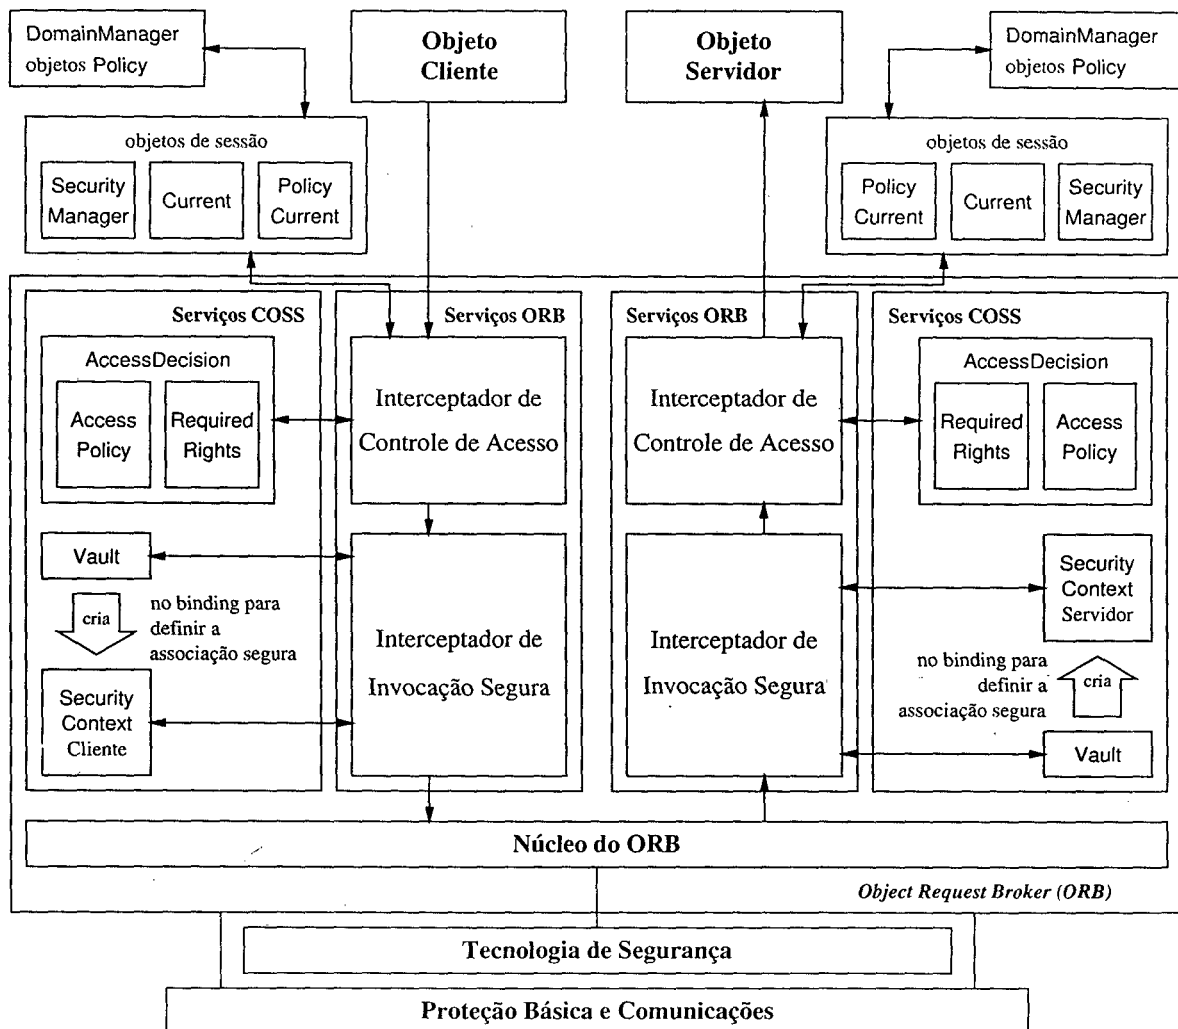 DomainManager
objetos Policy
Objeto
Cliente
Objeto
Servidor
DomainManager
objetos Policy
objetos de sessão
Security
Manager
Current
Policy
Current
objetos de sessão
Policy
Current
Current
Security
Manager
Serviços COSS
Serviços ORB
Serviços ORB
Serviços COSS
AccessDecision
Access
Policy
Required
Rights
Interceptador de
Controle de Acesso
Interceptador de
Controle de Acesso
AccessDecision
Required
Rights
Access
Policy
Vault
cria
no binding para
definir a
associação segura
Security
Context
Cliente
Interceptador de
Invocação Segura
Interceptador de
Invocação Segura
Security
Context
Servidor
no binding para
definir a
associação segura
cria
Vault
Núcleo do ORB
Object Request Broker (ORB)
Tecnologia de Segurança
Proteção Básica e Comunicações